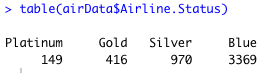 > table(airData$Airline.Status)
Platinum Gold Silver Blue
149 416 970 3369